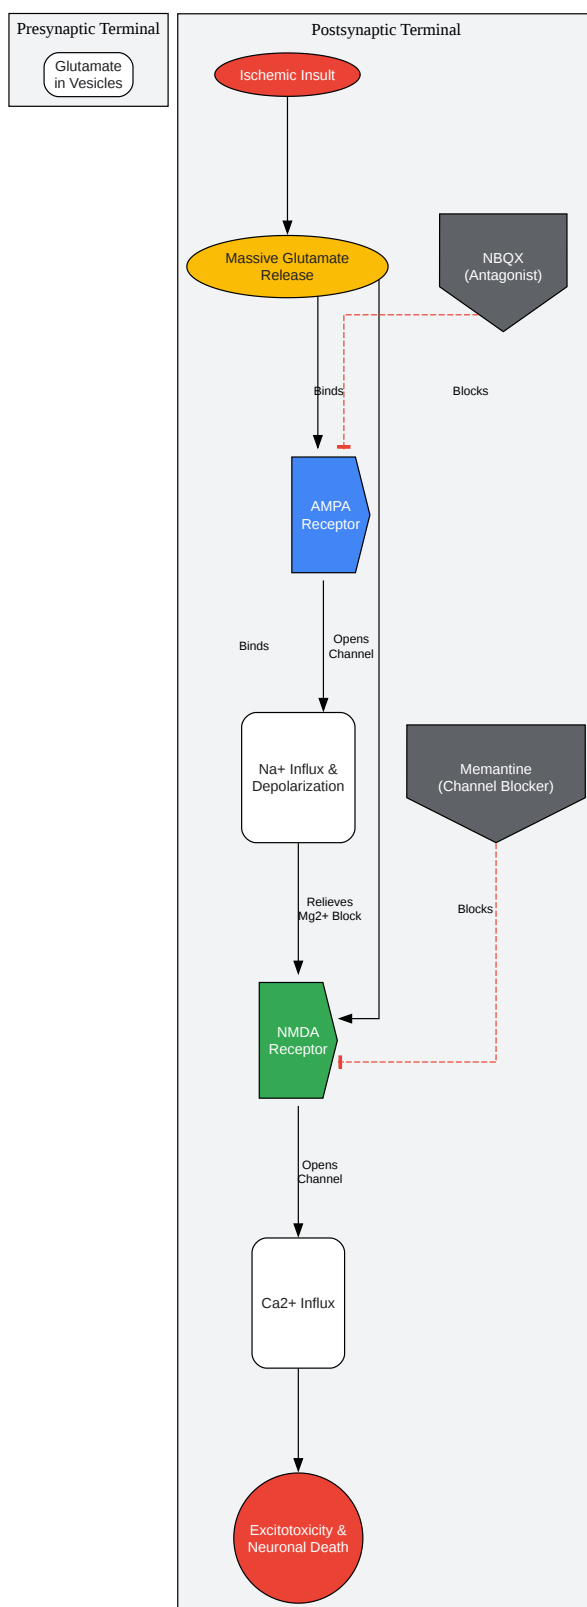 Presynaptic Terminal
Glutamate
in Vesicles
Postsynaptic Terminal
Ischemic Insult
Massive Glutamate
Release
NBQX
(Antagonist)
Binds
Blocks
AMPA
Receptor
Binds
Opens
Channel
Na+ Influx &
Depolarization
Memantine
(Channel Blocker)
Relieves
Mg2+ Block
Blocks
NMDA
Receptor
Opens
Channel
Ca2+ Influx
Excitotoxicity &
Neuronal Death